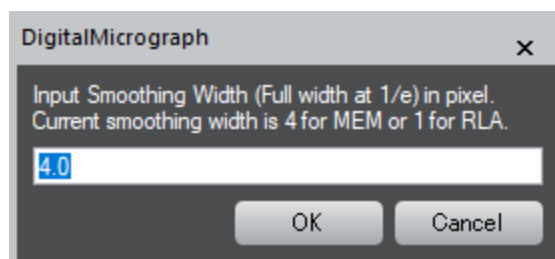 DigitalMicrograph
Input Smoothing Width (Full width at 1/e) in pixel.
Current smoothing width is 4 for MEM or 1 for RLA.
4.0
OK Cancel